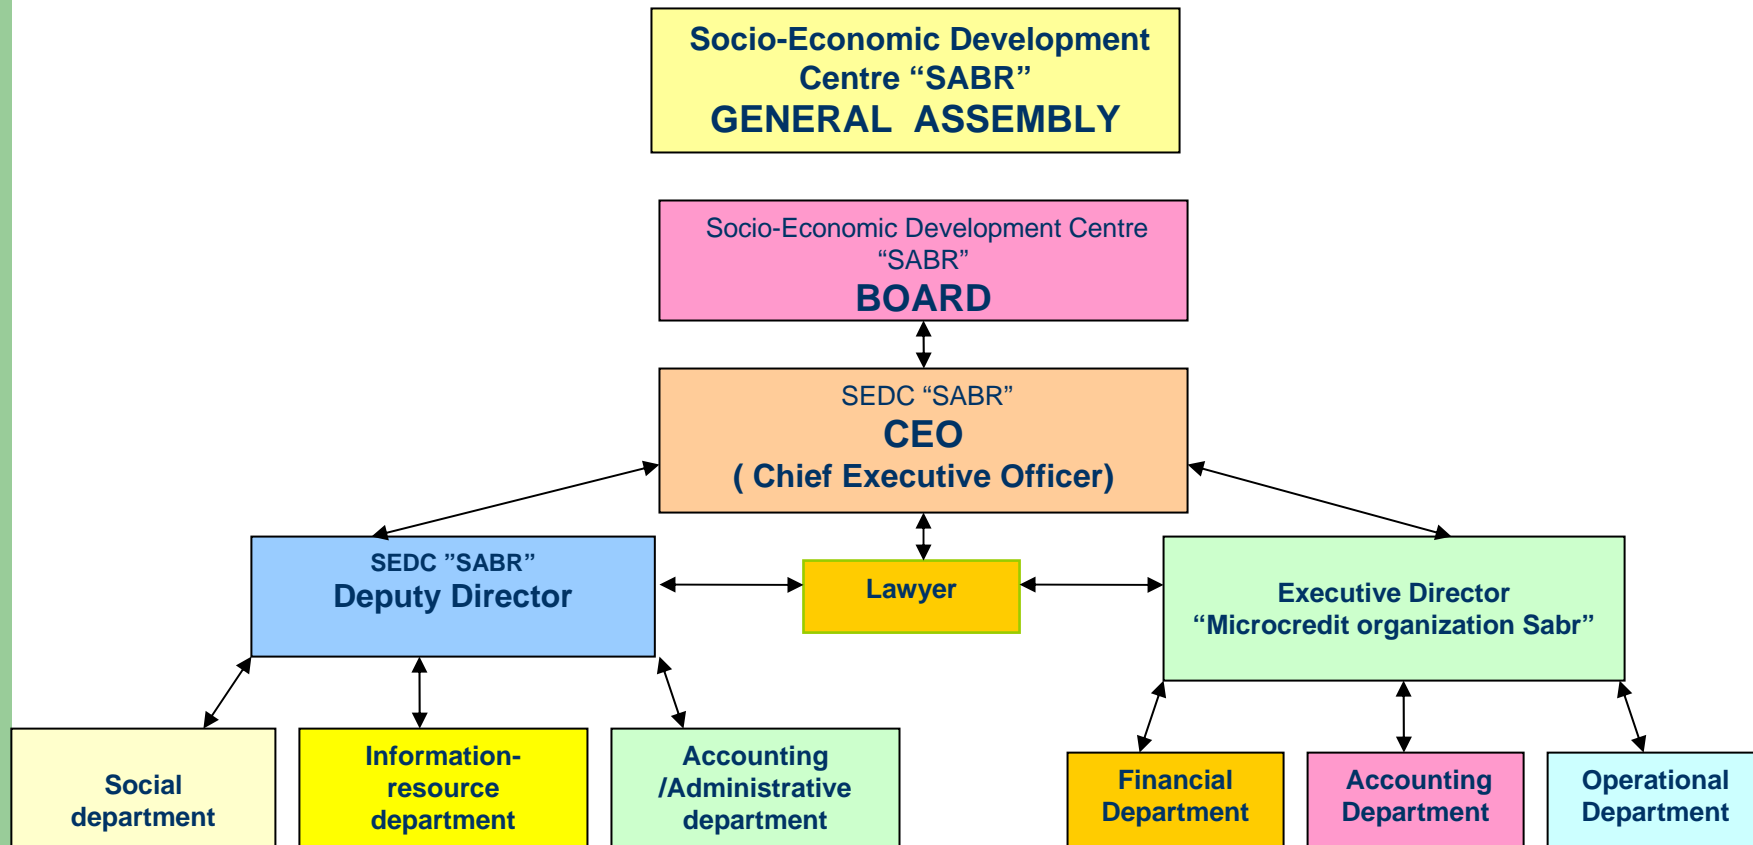 Socio-Economic Development
Centre “SABR”
GENERAL ASSEMBLY
Socio-Economic Development Centre
“SABR”
BOARD
SEDC “SABR”
CEO
( Chief Executive Officer)
SEDC ”SABR”
Deputy Director
Lawyer
Executive Director
“Microcredit organization Sabr”
Social
department
Information-
resource
department
Accounting
/Administrative
department
Financial
Department
Accounting
Department
Operational
Department